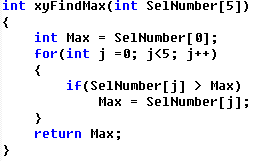 int xyFindMax(int SelNumber[5])
{
    int Max = SelNumber[0];
    for(int j =0; j<5; j++)
    {
        if(SelNumber[j] > Max)
            Max = SelNumber[j];
    }
    return Max;
}